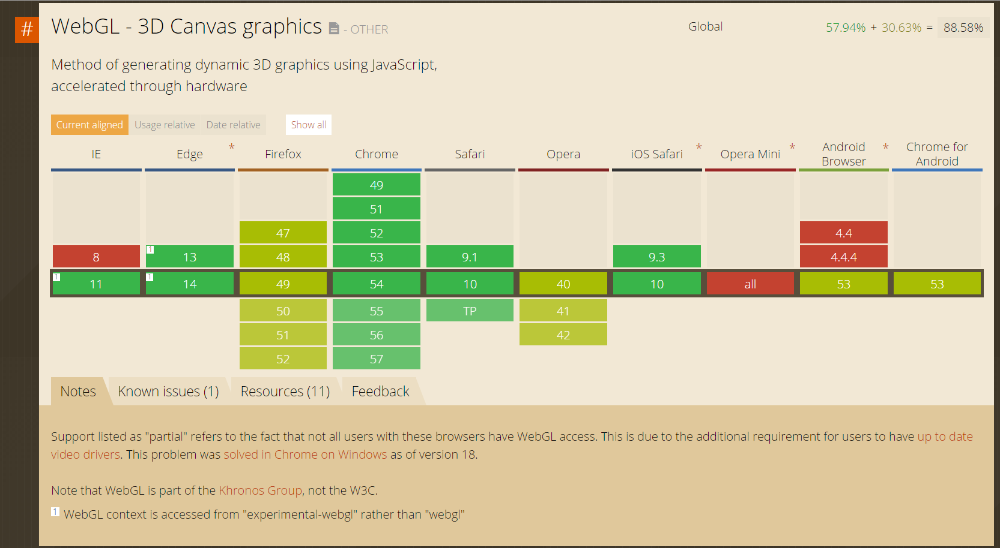 # WebGL - 3D Canvas graphics - OTHER Global 57.94% + 30.63% = 88.58%
Method of generating dynamic 3D graphics using JavaScript,
accelerated through hardware
Current aligned Usage relative Date relative Show all
IE Edge * Firefox Chrome Safari Opera iOS Safari * Opera Mini * Android Browser * Chrome for Android
49
51
47 52 4.4
8 1 13 48 53 9.1 9.3 4.4.4
1 11 1 14 49 54 10 40 10 all 53 53
50 55 TP 41
51 56 42
52 57
Notes Known issues (1) Resources (11) Feedback
Support listed as "partial" refers to the fact that not all users with these browsers have WebGL access. This is due to the additional requirement for users to have up to date
video drivers. This problem was solved in Chrome on Windows as of version 18.
Note that WebGL is part of the Khronos Group, not the W3C.
1 WebGL context is accessed from "experimental-webgl" rather than "webgl"